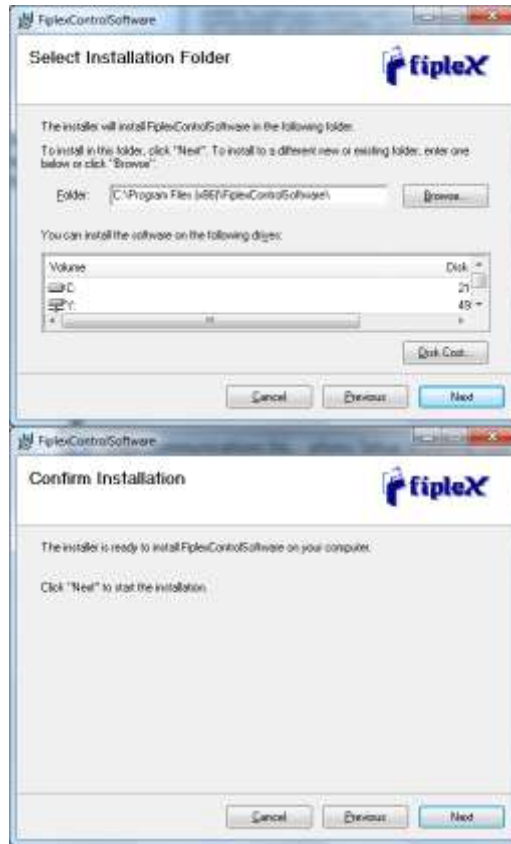 FiplexControlSoftware
Select Installation Folder
fipleX
The installer will install FiplexControlSoftware in the following folder.
To install in this folder, click "Next". To install to a different new or existing folder, enter one
below or click "Browse".
Folder:
C:\Program Files (x86)\FiplexControlSoftware\
Browse...
You can install the software on the following drives:
Volume
Disk
C:
21
Y:
49
Disk Cost...
Cancel
Previous
Next
FiplexControlSoftware
Confirm Installation
fipleX
The installer is ready to install FiplexControlSoftware on your computer.
Click "Next" to start the installation.
Cancel
Previous
Next